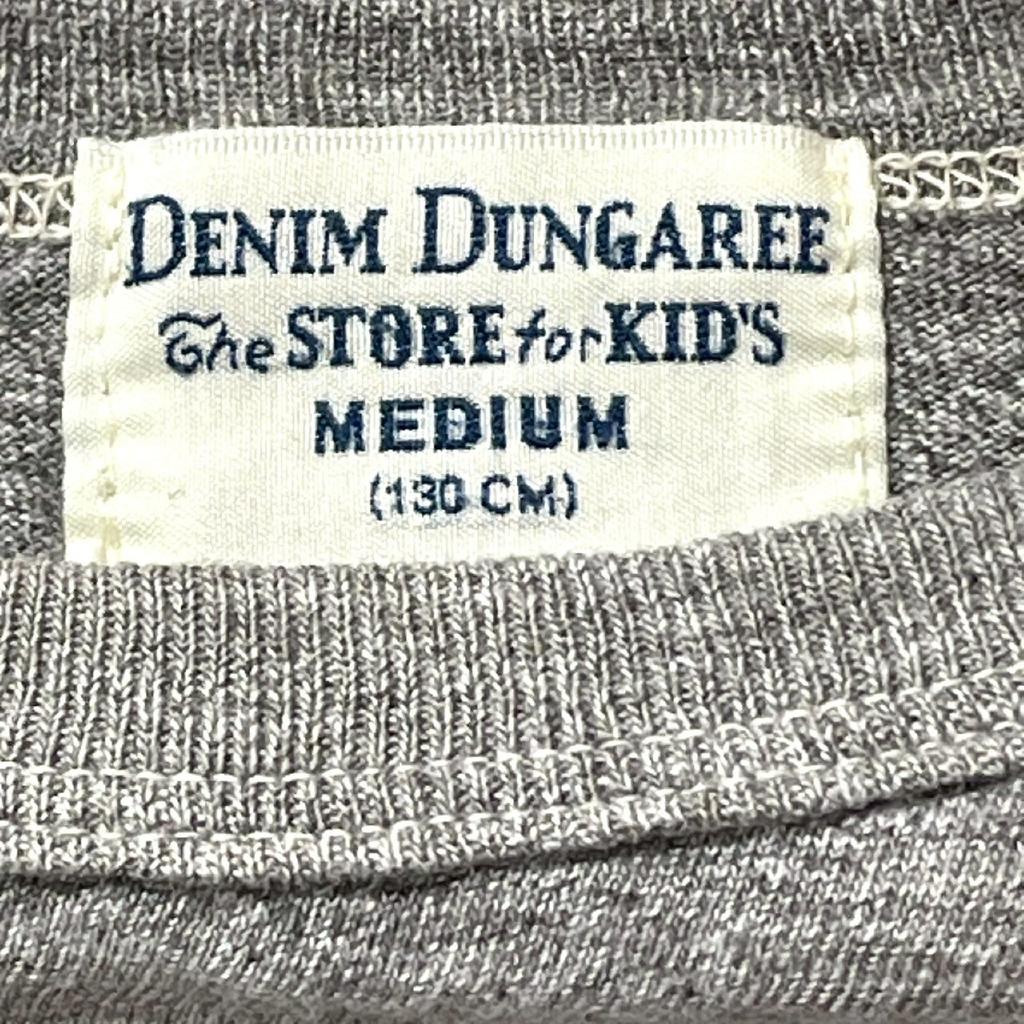 DENIM DUNGAREE
The STORE for KID'S
MEDIUM
(130 CM)